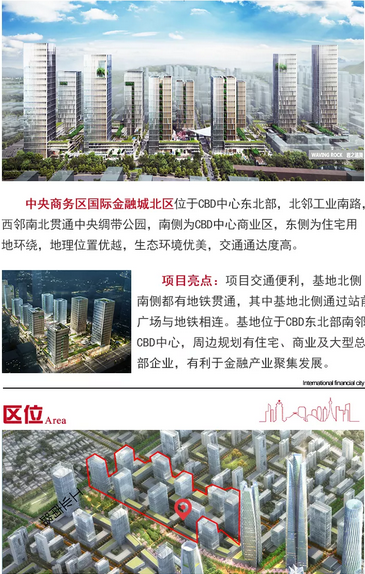 WAVING ROCK
中央商务区国际金融城北区位于CBD中心东北部，北邻工业南路，
西邻南北贯通中央绸带公园，南侧为CBD中心商业区，东侧为住宅用
地环绕，地理位置优越，生态环境优美，交通通达度高。
项目亮点：项目交通便利，基地北侧
南侧都有地铁贯通，其中基地北侧通过站前
广场与地铁相连。基地位于CBD东北部南邻
CBD中心，周边规划有住宅、商业及大型总
部企业，有利于金融产业聚集发展。
International financial city
区位 Area
工业南路